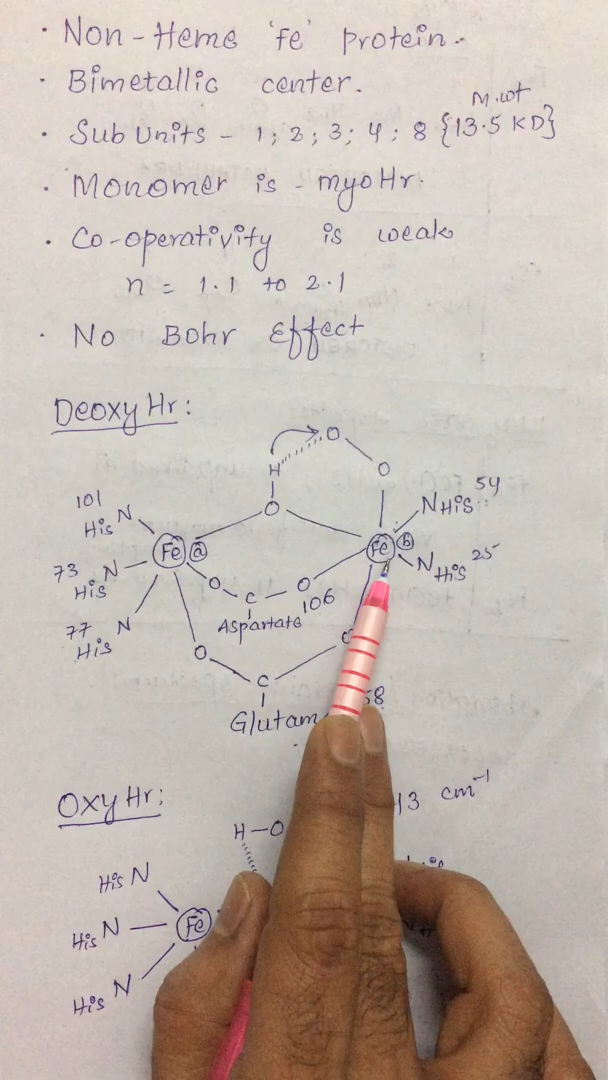 · Non-Heme 'Fe' protein.
· Bimetallic center.
M.wt
· Sub Units - 1; 2; 3; 4; 8 {13.5 KD}
· Monomer is - myoHr.
· Co-operativity is weak
n = 1.1 to 2.1
· No Bohr Effect
Deoxy Hr:
O
H O
101 His N O N His 54
Fe a Fe b
73 His N N His 25
O - C - O 106
Aspartate
77 His N O
C
Glutam 58
Oxy Hr: 43 cm⁻¹
H-O
His N
His N Fe
His N